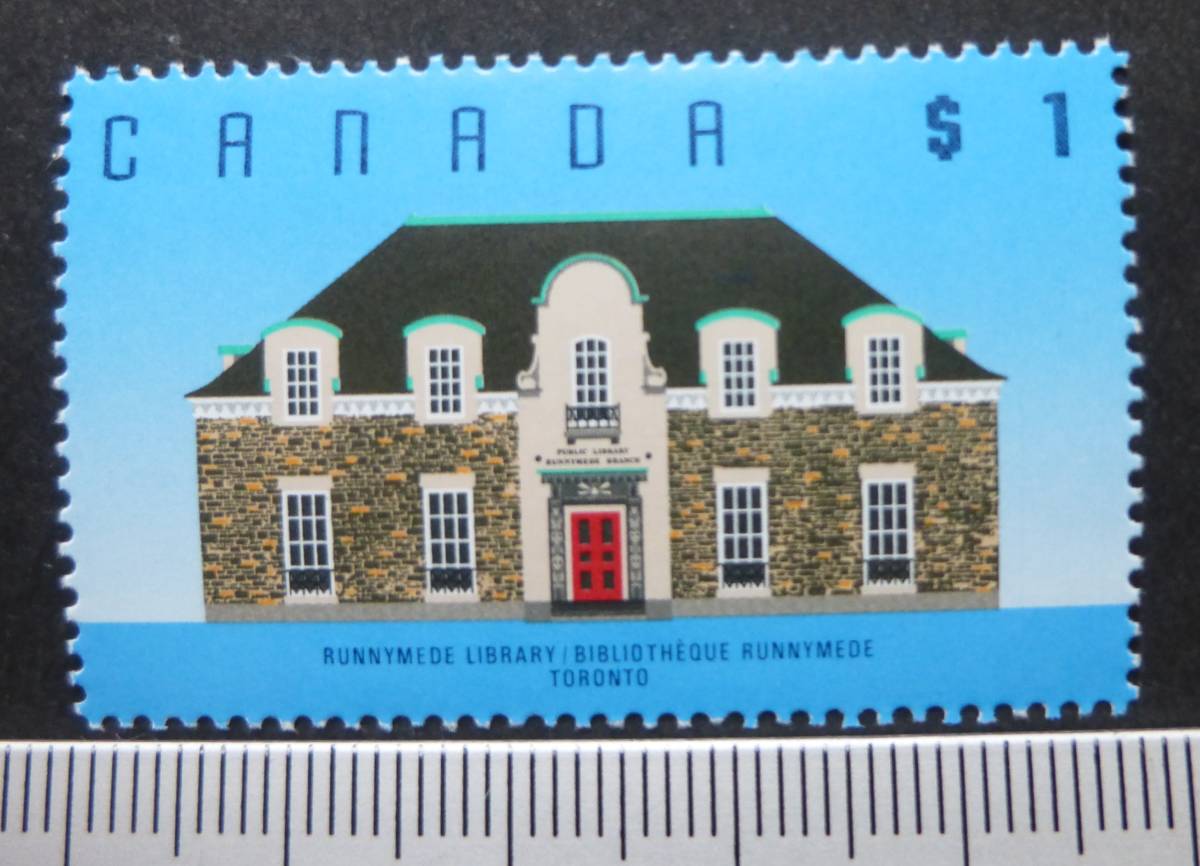 CANADA $1
PUBLIC LIBRARY
RUNNYMEDE BRANCH
RUNNYMEDE LIBRARY / BIBLIOTHÈQUE RUNNYMEDE
TORONTO